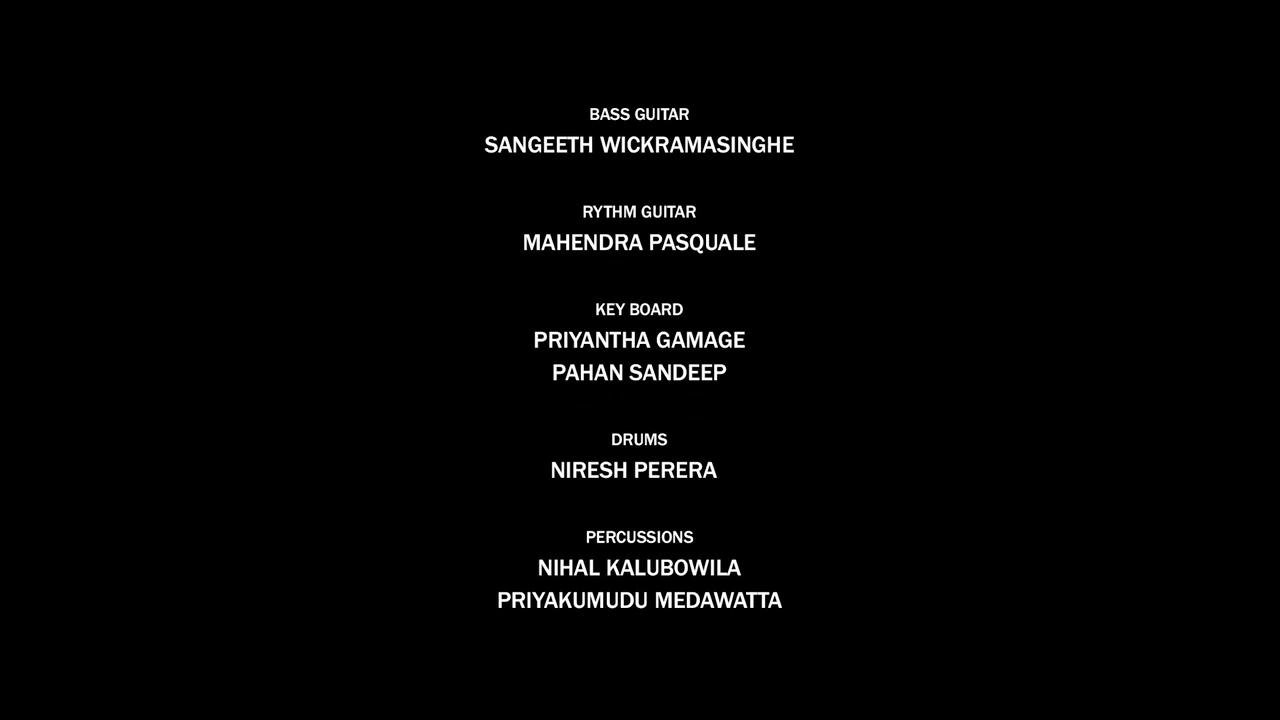 BASS GUITAR
SANGEETH WICKRAMASINGHE
RYTHM GUITAR
MAHENDRA PASQUALE
KEY BOARD
PRIYANTHA GAMAGE
PAHAN SANDEEP
DRUMS
NIRESH PERERA
PERCUSSIONS
NIHAL KALUBOWILA
PRIYAKUMUDU MEDAWATTA